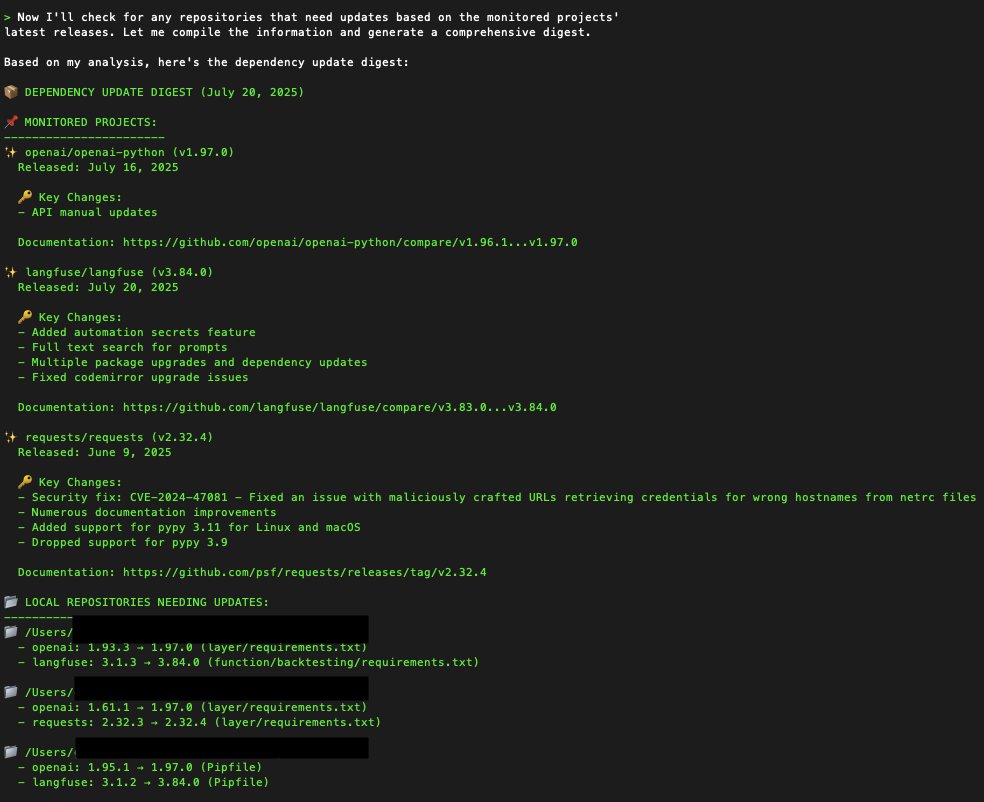 > Now I'll check for any repositories that need updates based on the monitored projects'
latest releases. Let me compile the information and generate a comprehensive digest.
Based on my analysis, here's the dependency update digest:
📦 DEPENDENCY UPDATE DIGEST (July 20, 2025)
📌 MONITORED PROJECTS:
-----------------------
✨ openai/openai-python (v1.97.0)
Released: July 16, 2025
🔑 Key Changes:
- API manual updates
Documentation: https://github.com/openai/openai-python/compare/v1.96.1...v1.97.0
✨ langfuse/langfuse (v3.84.0)
Released: July 20, 2025
🔑 Key Changes:
- Added automation secrets feature
- Full text search for prompts
- Multiple package upgrades and dependency updates
- Fixed codemirror upgrade issues
Documentation: https://github.com/langfuse/langfuse/compare/v3.83.0...v3.84.0
✨ requests/requests (v2.32.4)
Released: June 9, 2025
🔑 Key Changes:
- Security fix: CVE-2024-47081 - Fixed an issue with maliciously crafted URLs retrieving credentials for wrong hostnames from netrc files
- Numerous documentation improvements
- Added support for pypy 3.11 for Linux and macOS
- Dropped support for pypy 3.9
Documentation: https://github.com/psf/requests/releases/tag/v2.32.4
📂 LOCAL REPOSITORIES NEEDING UPDATES:
----------
📁 /Users/
- openai: 1.93.3 → 1.97.0 (layer/requirements.txt)
- langfuse: 3.1.3 → 3.84.0 (function/backtesting/requirements.txt)
📁 /Users/
- openai: 1.61.1 → 1.97.0 (layer/requirements.txt)
- requests: 2.32.3 → 2.32.4 (layer/requirements.txt)
📁 /Users/
- openai: 1.95.1 → 1.97.0 (Pipfile)
- langfuse: 3.1.2 → 3.84.0 (Pipfile)